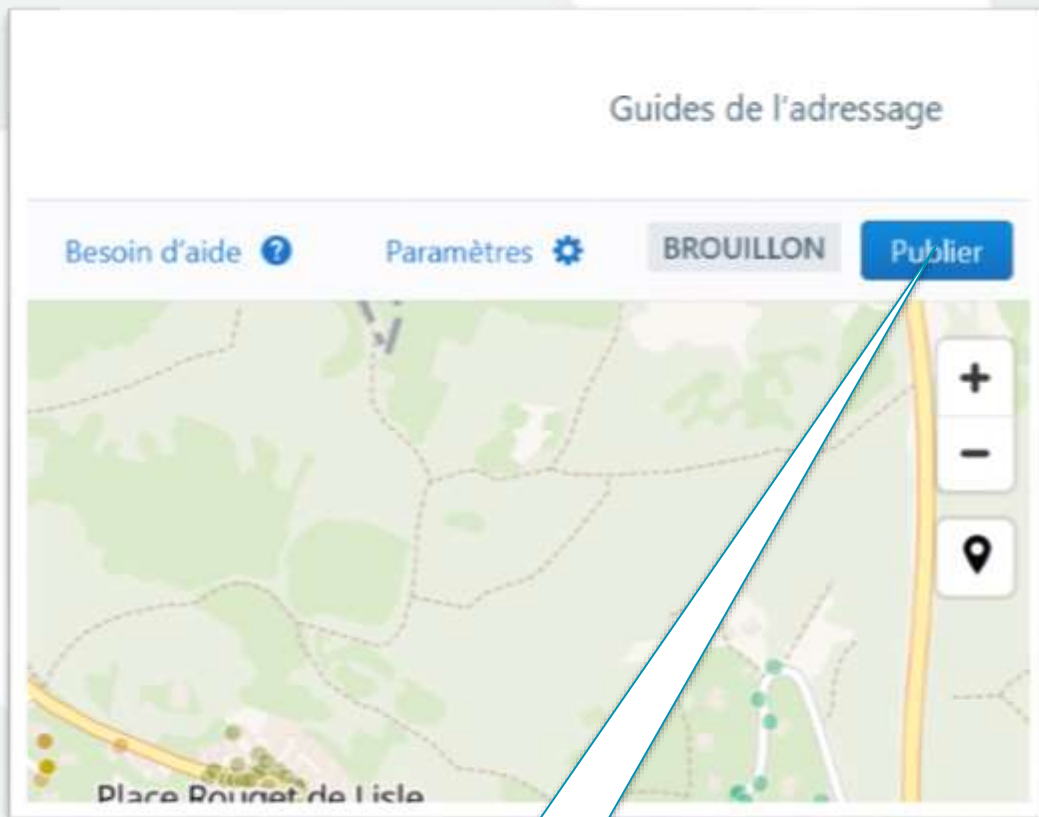 Guides de l'adressage
Besoin d'aide ?
Paramètres
BROUILLON
Publier
+
−
Place Rouget de Lisle